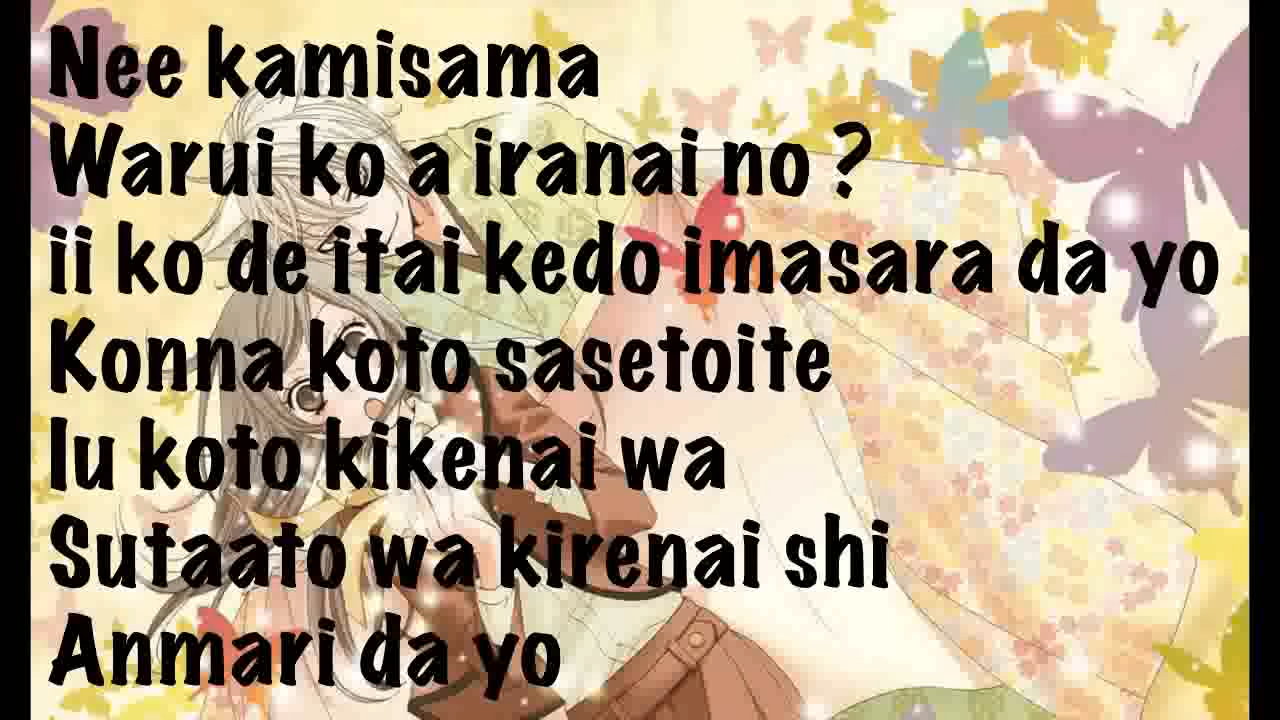 Nee kamisama
Warui ko a iranai no ?
ii ko de itai kedo imasara da yo
Konna koto sasetoite
Iu koto kikenai wa
Sutaato wa kirenai shi
Anmari da yo